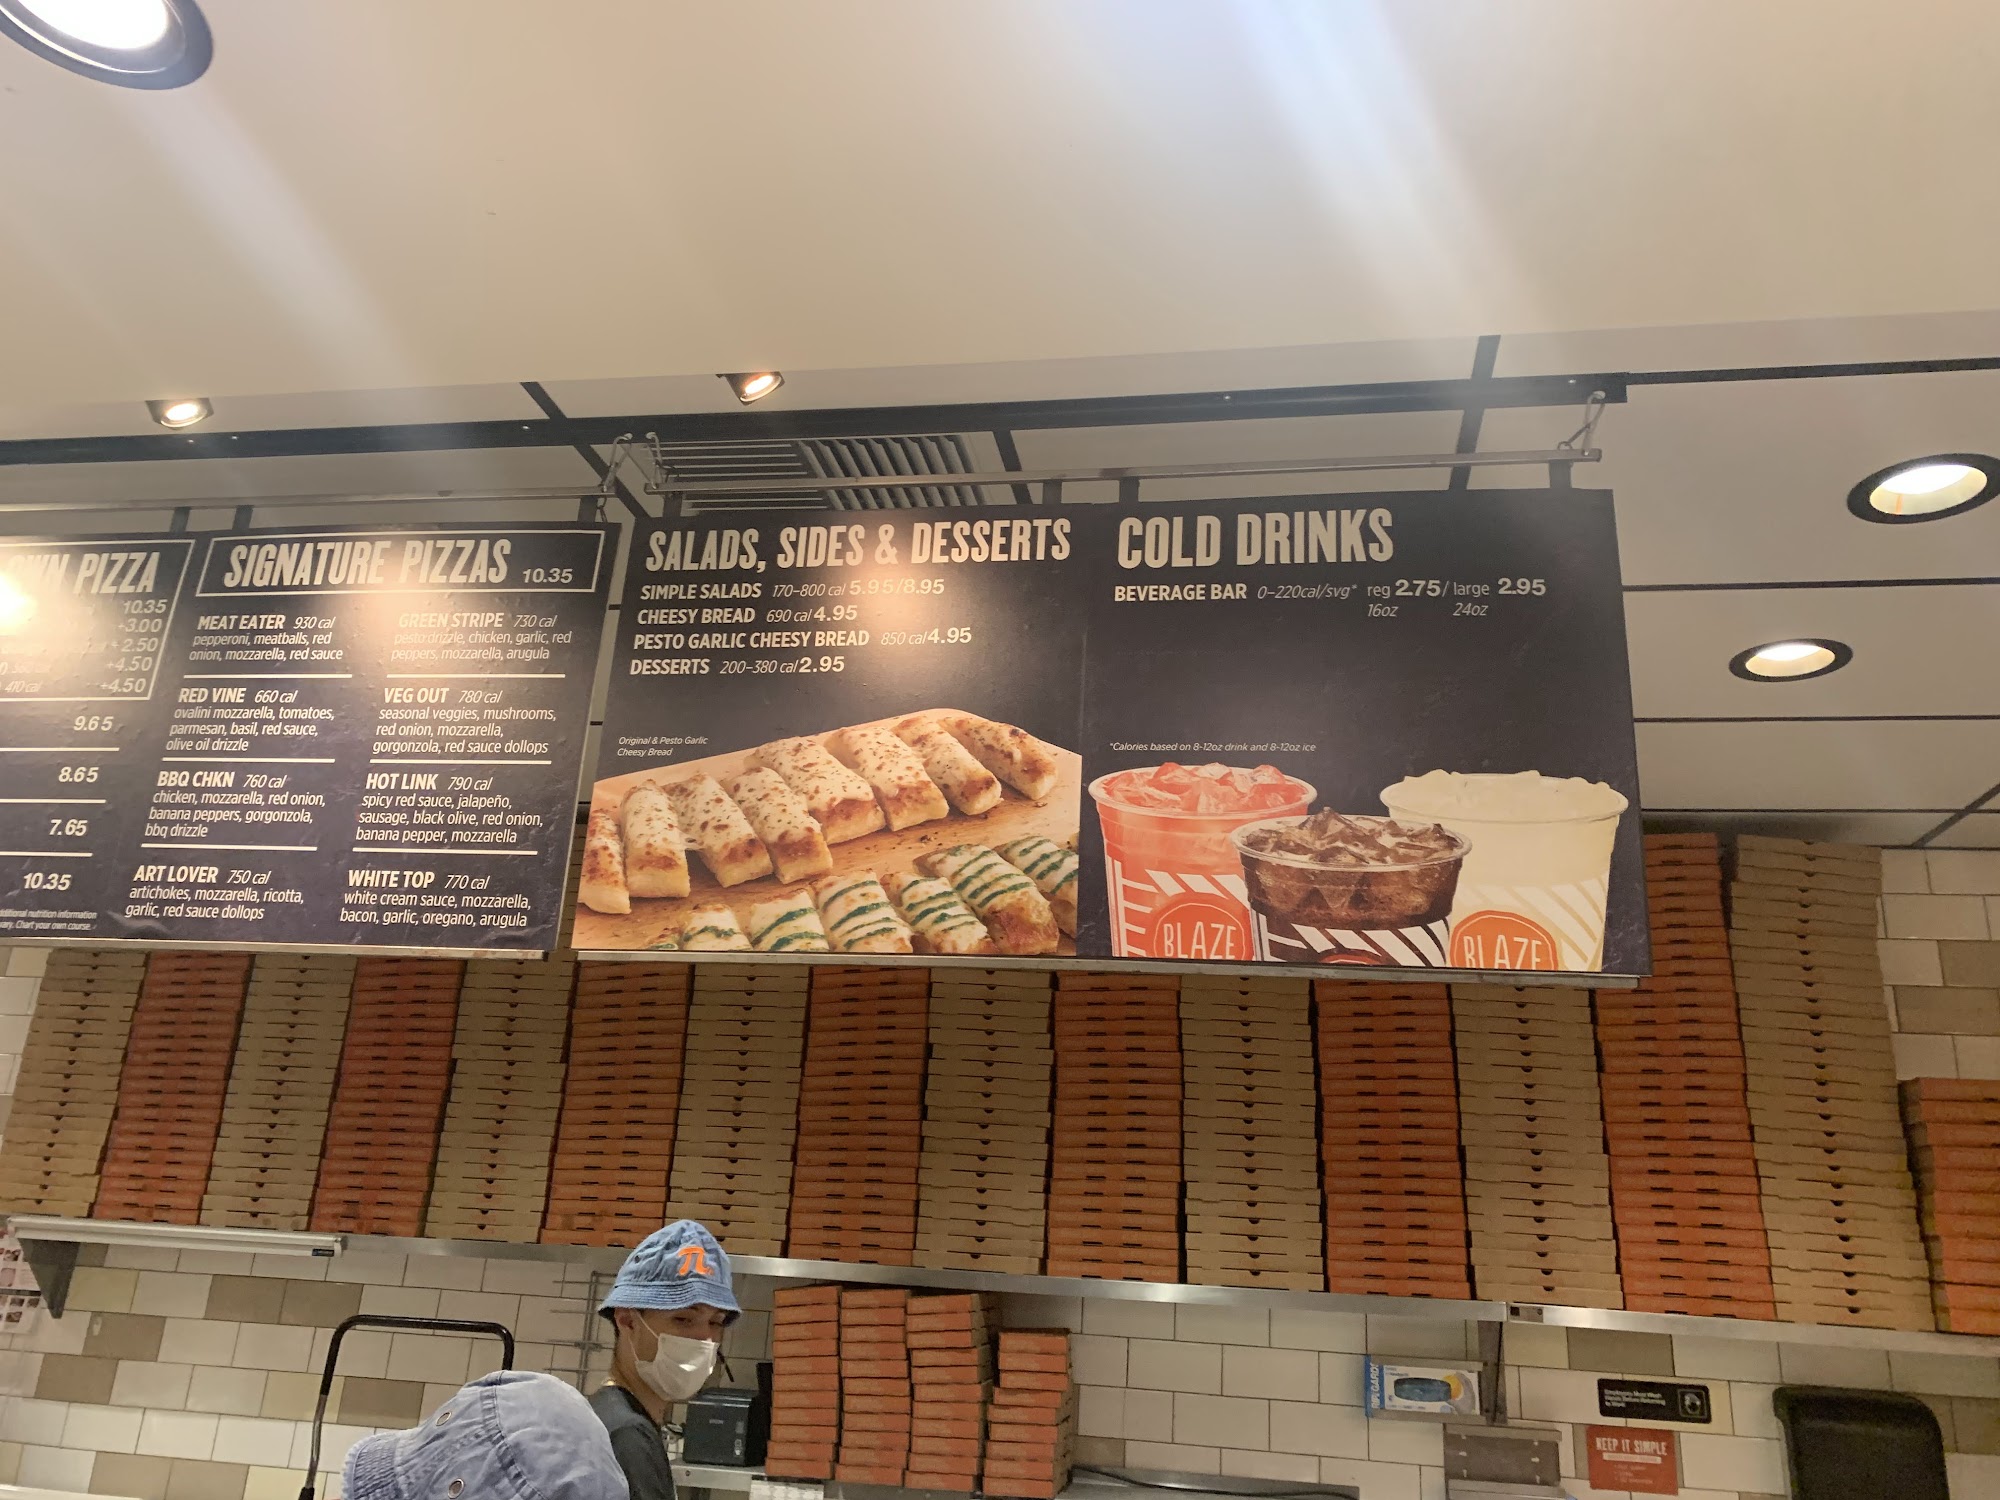 OWN PIZZA
10.35
+3.00
+2.50
+4.50
470 cal +4.50
9.65
8.65
7.65
10.35
additional nutrition information
vary. Chart your own course.
SIGNATURE PIZZAS 10.35
MEAT EATER 930 cal
pepperoni, meatballs, red
onion, mozzarella, red sauce
RED VINE 660 cal
ovalini mozzarella, tomatoes,
parmesan, basil, red sauce,
olive oil drizzle
BBQ CHKN 760 cal
chicken, mozzarella, red onion,
banana peppers, gorgonzola,
bbq drizzle
ART LOVER 750 cal
artichokes, mozzarella, ricotta,
garlic, red sauce dollops
GREEN STRIPE 730 cal
pesto drizzle, chicken, garlic, red
peppers, mozzarella, arugula
VEG OUT 780 cal
seasonal veggies, mushrooms,
red onion, mozzarella,
gorgonzola, red sauce dollops
HOT LINK 790 cal
spicy red sauce, jalapeño,
sausage, black olive, red onion,
banana pepper, mozzarella
WHITE TOP 770 cal
white cream sauce, mozzarella,
bacon, garlic, oregano, arugula
SALADS, SIDES & DESSERTS
SIMPLE SALADS 170–800 cal 5.95/8.95
CHEESY BREAD 690 cal 4.95
PESTO GARLIC CHEESY BREAD 850 cal 4.95
DESSERTS 200–380 cal 2.95
Original & Pesto Garlic
Cheesy Bread
COLD DRINKS
BEVERAGE BAR 0–220cal/svg* reg 2.75/ large 2.95
16oz 24oz
*Calories based on 8-12oz drink and 8-12oz ice
BLAZE
BLAZE
π
KEEP IT SIMPLE